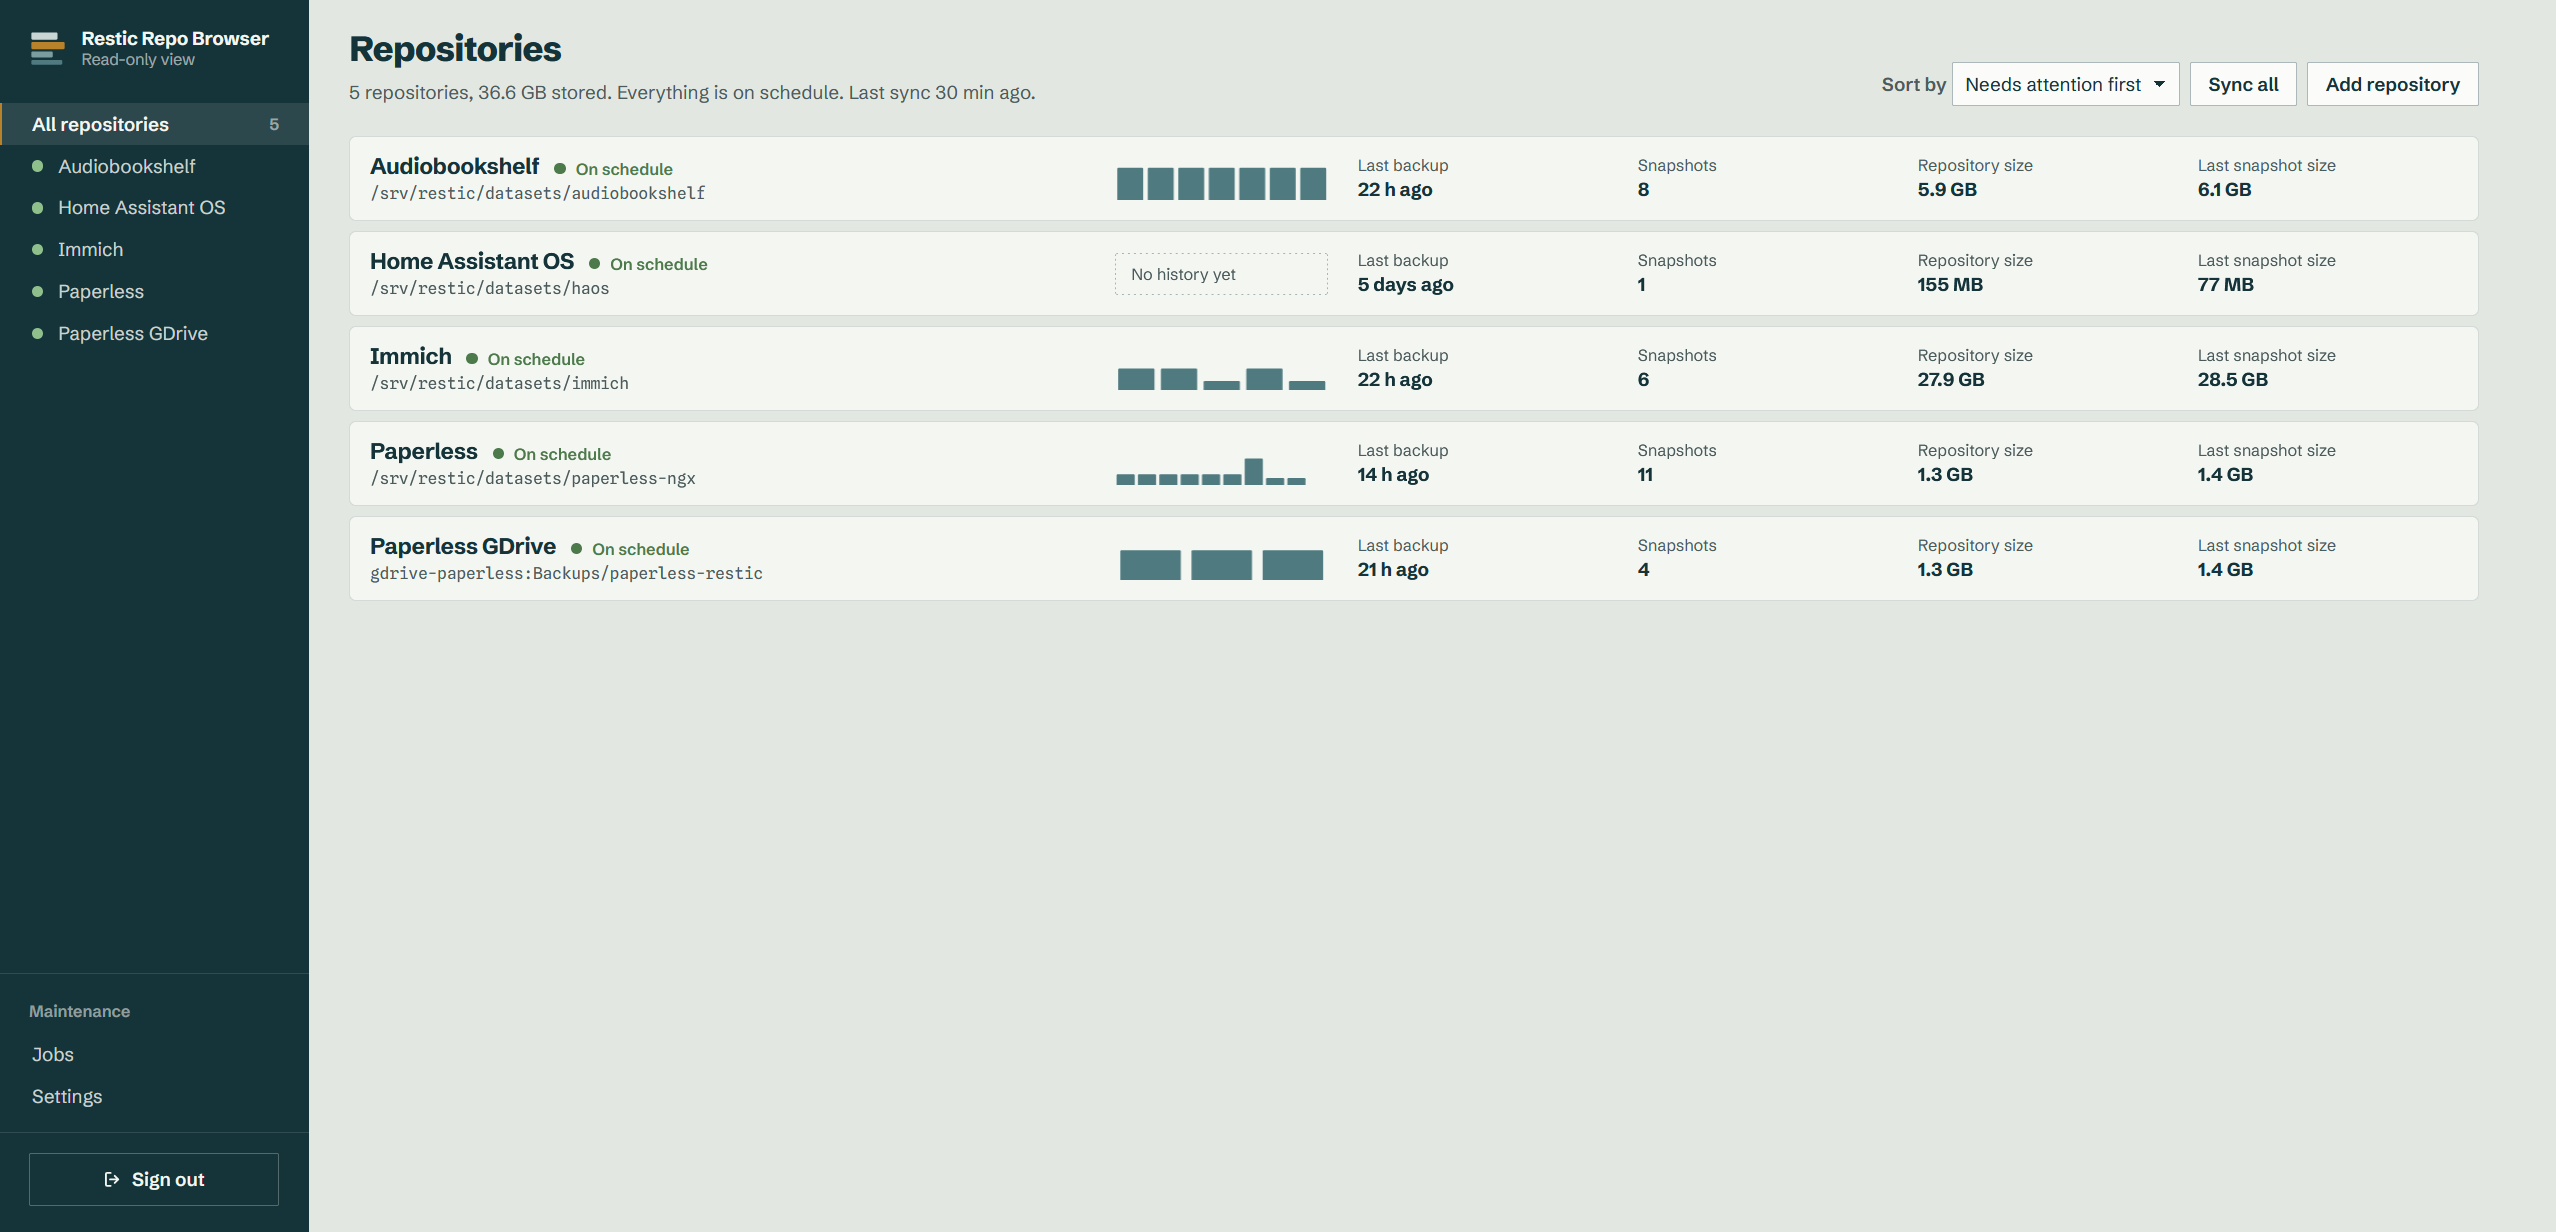 Restic Repo Browser
Read-only view
All repositories 5
Audiobookshelf
Home Assistant OS
Immich
Paperless
Paperless GDrive
Maintenance
Jobs
Settings
Sign out
Repositories
5 repositories, 36.6 GB stored. Everything is on schedule. Last sync 30 min ago.
Sort by Needs attention first Sync all Add repository
Audiobookshelf On schedule
/srv/restic/datasets/audiobookshelf
Last backup Snapshots Repository size Last snapshot size
22 h ago 8 5.9 GB 6.1 GB
Home Assistant OS On schedule
/srv/restic/datasets/haos
No history yet
Last backup Snapshots Repository size Last snapshot size
5 days ago 1 155 MB 77 MB
Immich On schedule
/srv/restic/datasets/immich
Last backup Snapshots Repository size Last snapshot size
22 h ago 6 27.9 GB 28.5 GB
Paperless On schedule
/srv/restic/datasets/paperless-ngx
Last backup Snapshots Repository size Last snapshot size
14 h ago 11 1.3 GB 1.4 GB
Paperless GDrive On schedule
gdrive-paperless:Backups/paperless-restic
Last backup Snapshots Repository size Last snapshot size
21 h ago 4 1.3 GB 1.4 GB